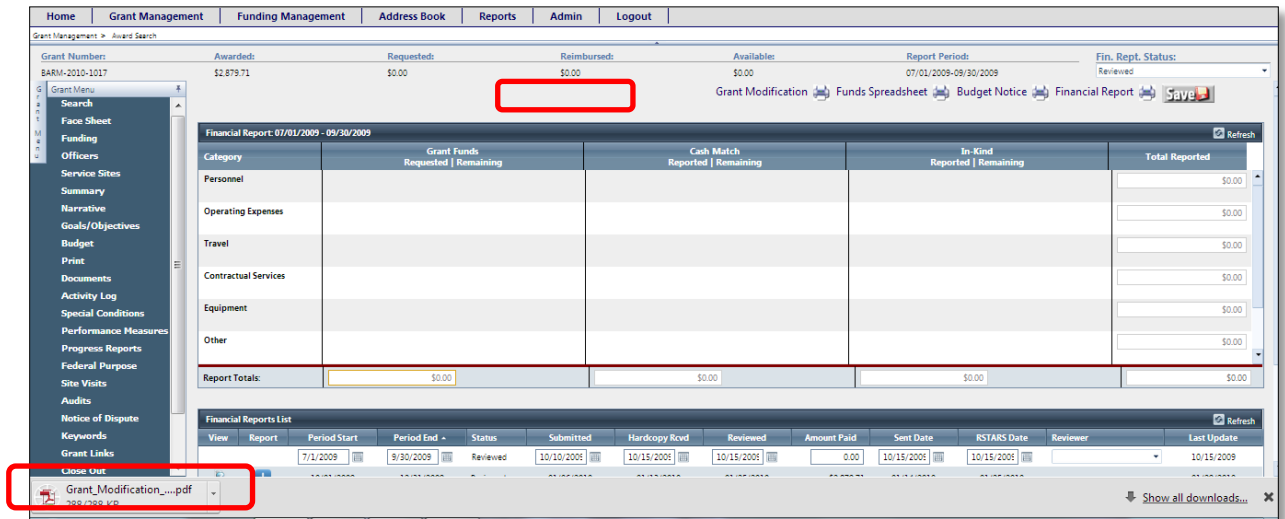 Home Grant Management Funding Management Address Book Reports Admin Logout
Grant Management > Award Search
Grant Number: Awarded: Requested: Reimbursed: Available: Report Period: Fin. Rept. Status:
BARM-2010-1017 $2,879.71 $0.00 $0.00 $0.00 07/01/2009-09/30/2009 Reviewed
Grant Modification Funds Spreadsheet Budget Notice Financial Report Save
Grant Menu
Grant Menu
Search
Face Sheet
Funding
Officers
Service Sites
Summary
Narrative
Goals/Objectives
Budget
Print
Documents
Activity Log
Special Conditions
Performance Measures
Progress Reports
Federal Purpose
Site Visits
Audits
Notice of Dispute
Keywords
Grant Links
Close Out
Financial Report: 07/01/2009 - 09/30/2009 Refresh
Category Grant Funds Cash Match In-Kind Total Reported
Requested | Remaining Reported | Remaining Reported | Remaining
Personnel $0.00
Operating Expenses $0.00
Travel $0.00
Contractual Services $0.00
Equipment $0.00
Other $0.00
Report Totals: $0.00 $0.00 $0.00 $0.00
Financial Reports List Refresh
View Report Period Start Period End Status Submitted Hardcopy Rcvd Reviewed Amount Paid Sent Date RSTARS Date Reviewer Last Update
7/1/2009 9/30/2009 Reviewed 10/10/2009 10/15/2009 10/15/2009 0.00 10/15/2009 10/15/2009 10/15/2009
Grant_Modification_....pdf
288/288 KB
Show all downloads...